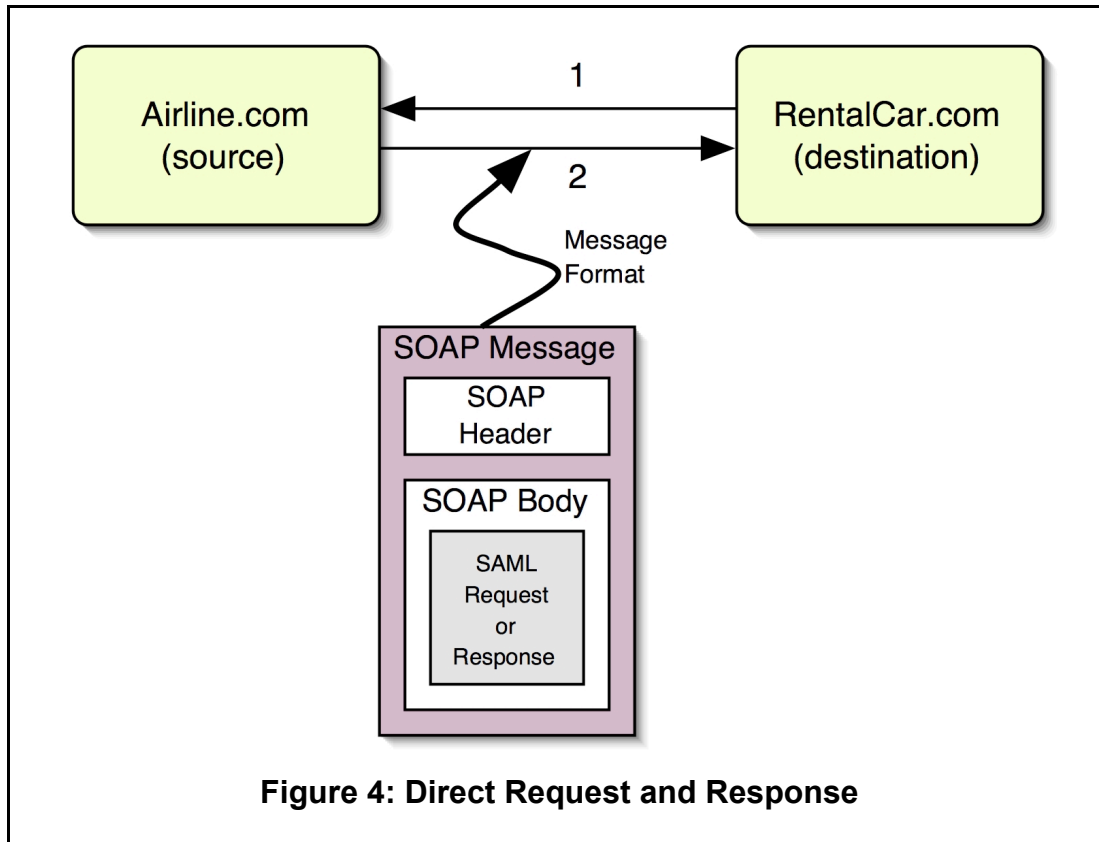 Airline.com
(source)
1
2
RentalCar.com
(destination)
Message
Format
SOAP Message
SOAP
Header
SOAP Body
SAML
Request
or
Response
Figure 4: Direct Request and Response